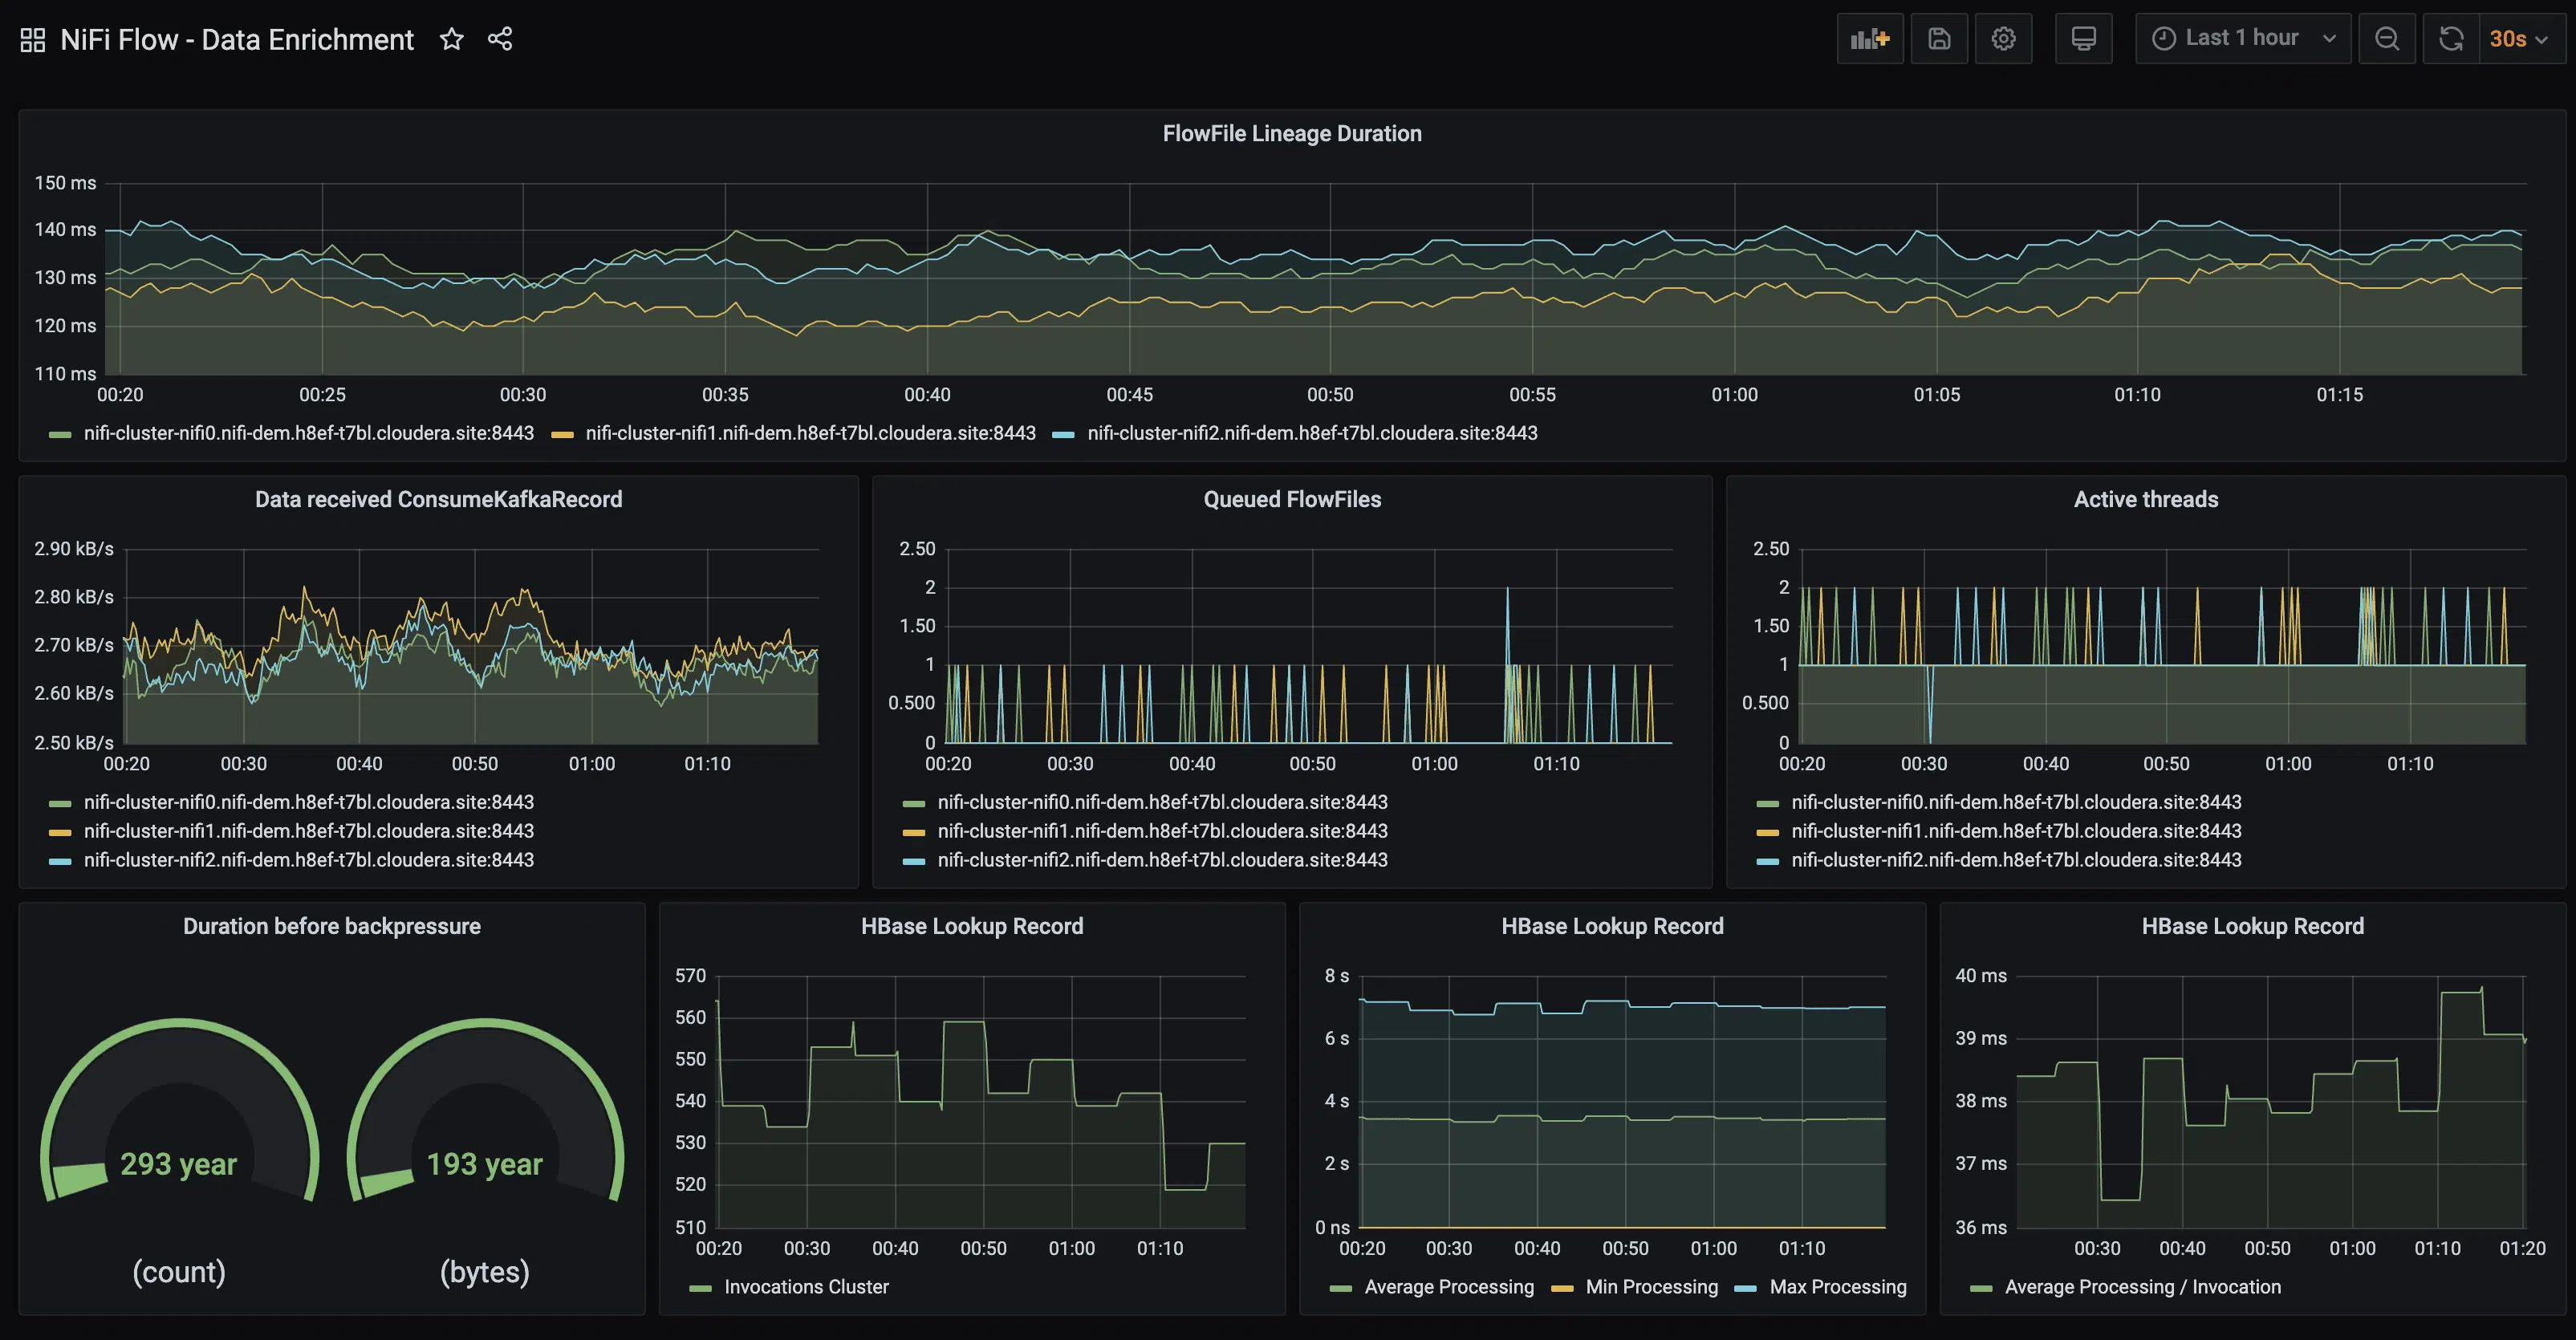 NiFi Flow - Data Enrichment
Last 1 hour
30s
FlowFile Lineage Duration
150 ms
140 ms
130 ms
120 ms
110 ms
00:20 00:25 00:30 00:35 00:40 00:45 00:50 00:55 01:00 01:05 01:10 01:15
nifi-cluster-nifi0.nifi-dem.h8ef-t7bl.cloudera.site:8443 nifi-cluster-nifi1.nifi-dem.h8ef-t7bl.cloudera.site:8443 nifi-cluster-nifi2.nifi-dem.h8ef-t7bl.cloudera.site:8443
Data received ConsumeKafkaRecord
2.90 kB/s
2.80 kB/s
2.70 kB/s
2.60 kB/s
2.50 kB/s
00:20 00:30 00:40 00:50 01:00 01:10
nifi-cluster-nifi0.nifi-dem.h8ef-t7bl.cloudera.site:8443
nifi-cluster-nifi1.nifi-dem.h8ef-t7bl.cloudera.site:8443
nifi-cluster-nifi2.nifi-dem.h8ef-t7bl.cloudera.site:8443
Queued FlowFiles
2.50
2
1.50
1
0.500
0
00:20 00:30 00:40 00:50 01:00 01:10
nifi-cluster-nifi0.nifi-dem.h8ef-t7bl.cloudera.site:8443
nifi-cluster-nifi1.nifi-dem.h8ef-t7bl.cloudera.site:8443
nifi-cluster-nifi2.nifi-dem.h8ef-t7bl.cloudera.site:8443
Active threads
2.50
2
1.50
1
0.500
0
00:20 00:30 00:40 00:50 01:00 01:10
nifi-cluster-nifi0.nifi-dem.h8ef-t7bl.cloudera.site:8443
nifi-cluster-nifi1.nifi-dem.h8ef-t7bl.cloudera.site:8443
nifi-cluster-nifi2.nifi-dem.h8ef-t7bl.cloudera.site:8443
Duration before backpressure
293 year 193 year
(count) (bytes)
HBase Lookup Record
570
560
550
540
530
520
510
00:20 00:30 00:40 00:50 01:00 01:10
Invocations Cluster
HBase Lookup Record
8 s
6 s
4 s
2 s
0 ns
00:20 00:30 00:40 00:50 01:00 01:10
Average Processing Min Processing Max Processing
HBase Lookup Record
40 ms
39 ms
38 ms
37 ms
36 ms
00:30 00:40 00:50 01:00 01:10 01:20
Average Processing / Invocation